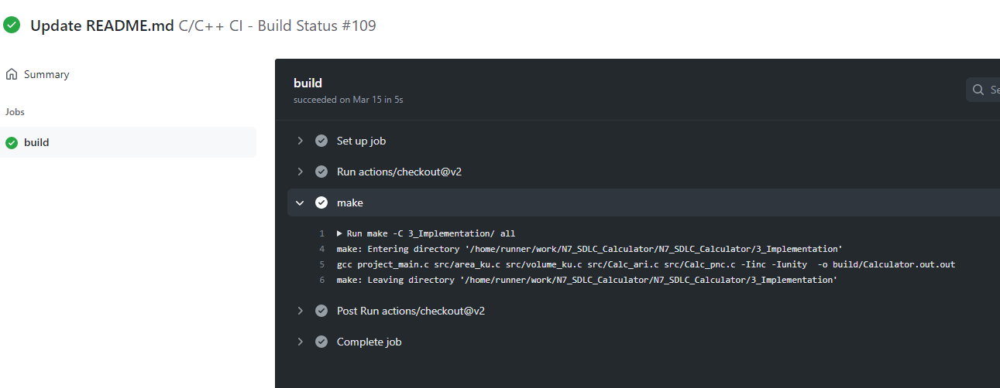 Update README.md C/C++ CI - Build Status #109
Summary
Jobs
build
build
succeeded on Mar 15 in 5s
Se
Set up job
Run actions/checkout@v2
make
1 Run make -C 3_Implementation/ all
4 make: Entering directory '/home/runner/work/N7_SDLC_Calculator/N7_SDLC_Calculator/3_Implementation'
5 gcc project_main.c src/area_ku.c src/volume_ku.c src/Calc_ari.c src/Calc_pnc.c -Iinc -Iunity  -o build/Calculator.out.out
6 make: Leaving directory '/home/runner/work/N7_SDLC_Calculator/N7_SDLC_Calculator/3_Implementation'
Post Run actions/checkout@v2
Complete job